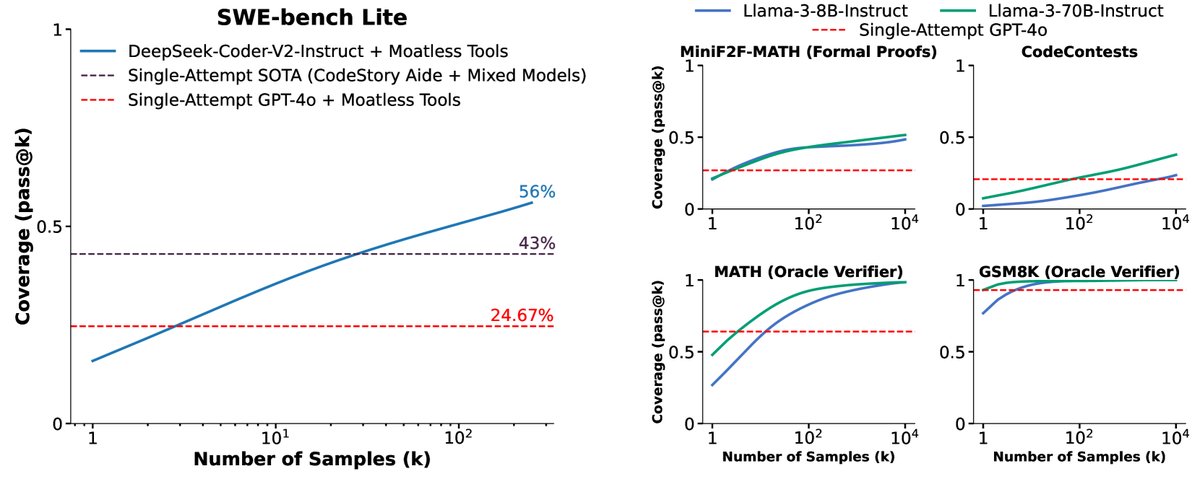 SWE-bench Lite
DeepSeek-Coder-V2-Instruct + Moatless Tools
Single-Attempt SOTA (CodeStory Aide + Mixed Models)
Single-Attempt GPT-4o + Moatless Tools
Coverage (pass@k)
1
0.5
0
56%
43%
24.67%
1
10¹
10²
Number of Samples (k)
Llama-3-8B-Instruct
Llama-3-70B-Instruct
Single-Attempt GPT-4o
MiniF2F-MATH (Formal Proofs)
Coverage (pass@k)
1
0.5
0
1
10²
10⁴
CodeContests
1
0.5
0
1
10²
10⁴
MATH (Oracle Verifier)
Coverage (pass@k)
1
0.5
0
1
10²
10⁴
Number of Samples (k)
GSM8K (Oracle Verifier)
1
0.5
0
1
10²
10⁴
Number of Samples (k)